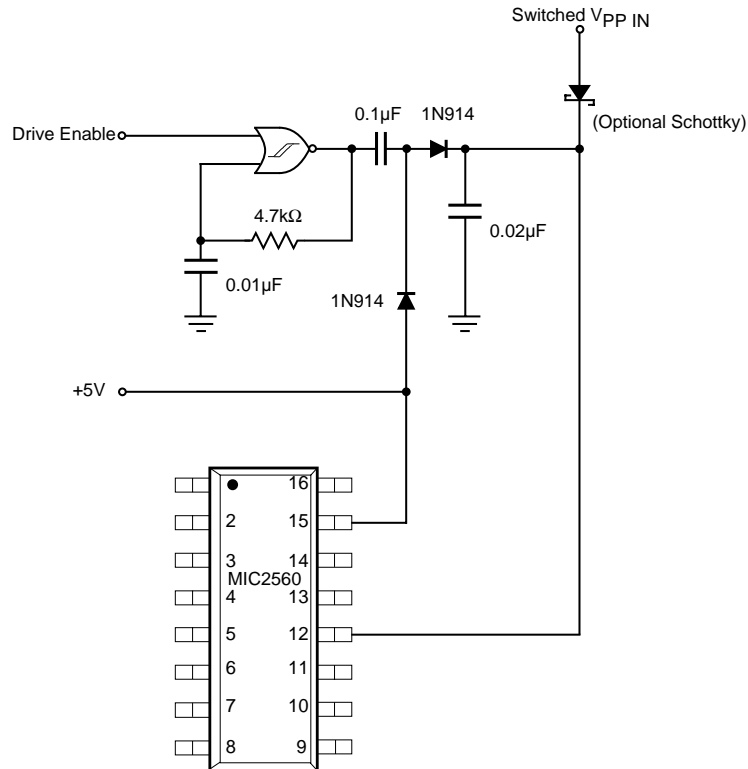 Switched VPP IN
(Optional Schottky)
0.1µF
1N914
Drive Enable
4.7kΩ
0.02µF
0.01µF
1N914
+5V
16
2
15
3
14
MIC2560
4
13
5
12
6
11
7
10
8
9